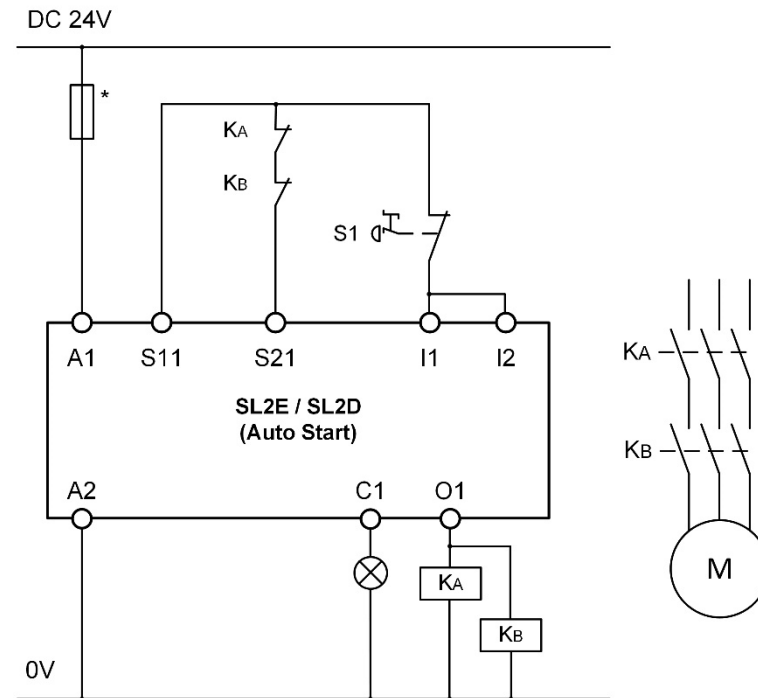 DC 24V
*
KA
KB
S1
A1 S11 S21 I1 I2
SL2E / SL2D
(Auto Start)
A2 C1 O1
KA
KB
0V
KA
KB
M